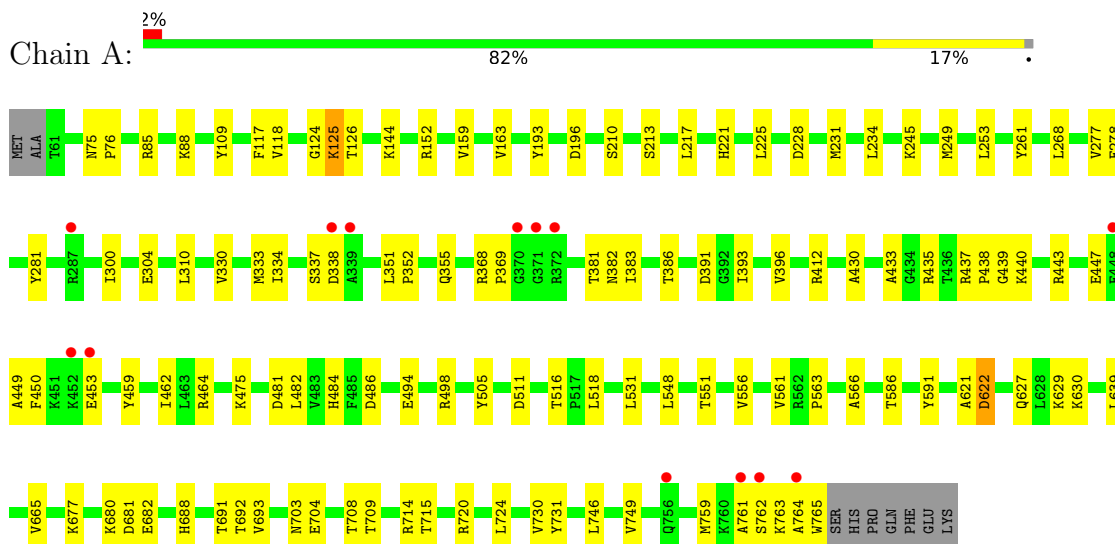 2%
Chain A:
82% 17% •
MET ALA T61 N75 P76 R85 K88 Y109 F117 V118 G124 K125 T126 K144 R152 V159 V163 Y193 D196 S210 S213 L217 H221 L225 D228 M231 L234 K245 M249 L253 Y261 L268 V277 E278
Y281 R287 I300 E304 L310 V330 M333 I334 S337 D338 A339 L351 P352 Q355 R368 P369 G370 G371 R372 T381 N382 I383 T386 D391 G392 I393 V396 R412 A430 A433 G434 R435 T436 R437 P438 G439 K440 R443 E447 E448
A449 F450 K451 K452 E453 Y459 I462 L463 R464 K475 D481 L482 V483 H484 F485 D486 E494 R498 Y505 D511 T516 P517 L518 L531 L548 T551 V556 V561 R562 P563 A566 T586 Y591 A621 D622 Q627 L628 K629 K630 L639
V665 K677 K680 D681 E682 H688 T691 T692 V693 N703 E704 T708 T709 R714 T715 R720 L724 V730 Y731 L746 V749 Q756 M759 K760 A761 S762 K763 A764 W765 SER HIS PRO GLN PHE GLU LYS